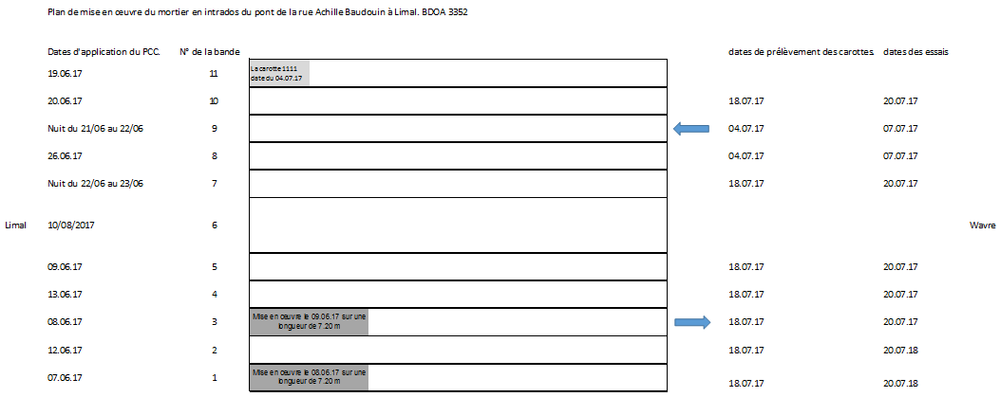 Plan de mise en œuvre du mortier en intrados du pont de la rue Achille Baudouin à Limal. BDOA 3352
Dates d'application du PCC. N° de la bande dates de prélèvement des carottes. dates des essais
19.06.17 11 La carotte 1111
date du 04.07.17
20.06.17 10 18.07.17 20.07.17
Nuit du 21/06 au 22/06 9 04.07.17 07.07.17
26.06.17 8 04.07.17 07.07.17
Nuit du 22/06 au 23/06 7 18.07.17 20.07.17
Limal 10/08/2017 6 Wavre
09.06.17 5 18.07.17 20.07.17
13.06.17 4 18.07.17 20.07.17
08.06.17 3 Mise en œuvre le 09.06.17 sur une
longueur de 7.20 m 18.07.17 20.07.17
12.06.17 2 18.07.17 20.07.18
07.06.17 1 Mise en œuvre le 08.06.17 sur une
longueur de 7.20 m 18.07.17 20.07.18